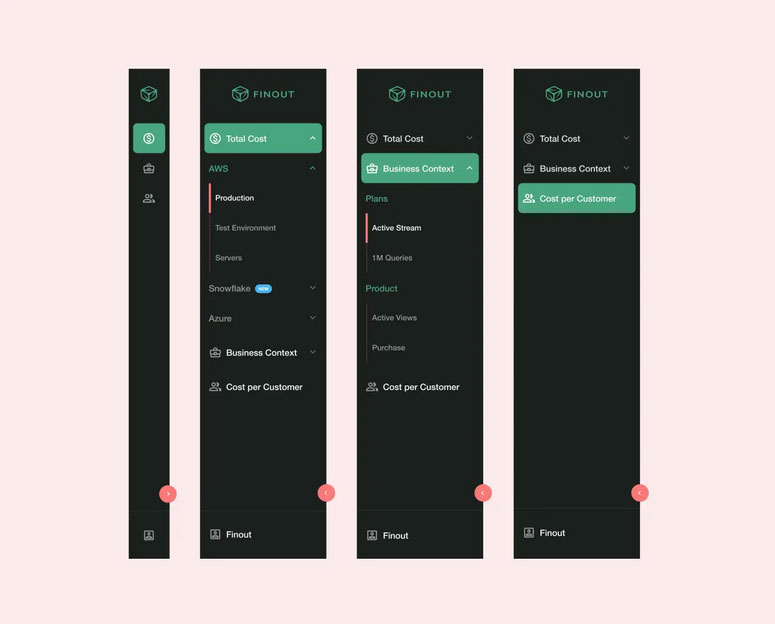 FINOUT
Total Cost
AWS
Production
Test Environment
Servers
Snowflake NEW
Azure
Business Context
Cost per Customer
Finout
FINOUT
Total Cost
Business Context
Plans
Active Stream
1M Queries
Product
Active Views
Purchase
Cost per Customer
Finout
FINOUT
Total Cost
Business Context
Cost per Customer
Finout